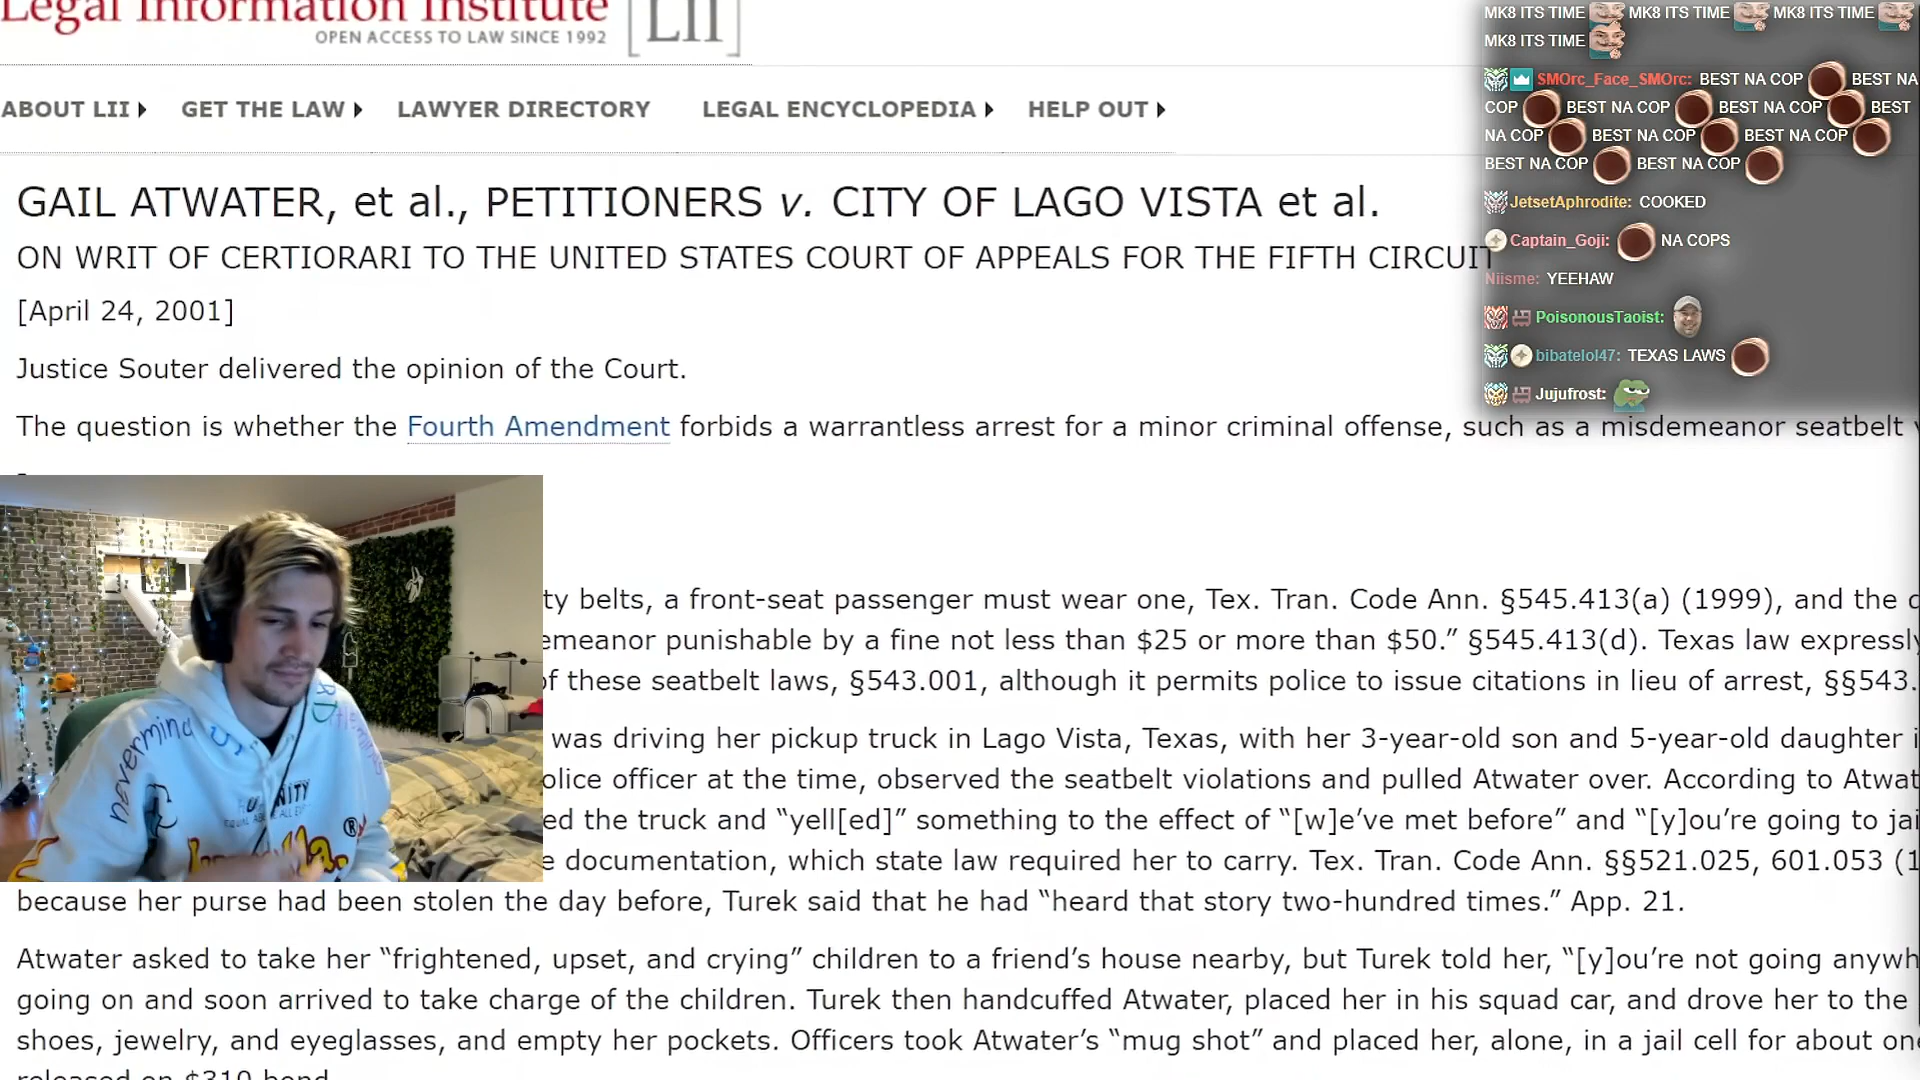 Legal Information Institute
LII
OPEN ACCESS TO LAW SINCE 1992
ABOUT LII GET THE LAW LAWYER DIRECTORY LEGAL ENCYCLOPEDIA HELP OUT
GAIL ATWATER, et al., PETITIONERS v. CITY OF LAGO VISTA et al.
ON WRIT OF CERTIORARI TO THE UNITED STATES COURT OF APPEALS FOR THE FIFTH CIRCUIT
[April 24, 2001]
Justice Souter delivered the opinion of the Court.
The question is whether the Fourth Amendment forbids a warrantless arrest for a minor criminal offense, such as a misdemeanor seatbelt
ty belts, a front-seat passenger must wear one, Tex. Tran. Code Ann. §545.413(a) (1999), and the
emeanor punishable by a fine not less than $25 or more than $50.” §545.413(d). Texas law expressly
of these seatbelt laws, §543.001, although it permits police to issue citations in lieu of arrest, §§543.
was driving her pickup truck in Lago Vista, Texas, with her 3-year-old son and 5-year-old daughter
olice officer at the time, observed the seatbelt violations and pulled Atwater over. According to Atwat
ed the truck and “yell[ed]” something to the effect of “[w]e’ve met before” and “[y]ou’re going to jai
e documentation, which state law required her to carry. Tex. Tran. Code Ann. §§521.025, 601.053 (1
because her purse had been stolen the day before, Turek said that he had “heard that story two-hundred times.” App. 21.
Atwater asked to take her “frightened, upset, and crying” children to a friend’s house nearby, but Turek told her, “[y]ou’re not going anywh
going on and soon arrived to take charge of the children. Turek then handcuffed Atwater, placed her in his squad car, and drove her to the
shoes, jewelry, and eyeglasses, and empty her pockets. Officers took Atwater’s “mug shot” and placed her, alone, in a jail cell for about on
released on $310 bond
MK8 ITS TIME MK8 ITS TIME MK8 ITS TIME
MK8 ITS TIME
SMOrc_Face_SMOrc: BEST NA COP BEST NA
COP BEST NA COP BEST NA COP BEST
NA COP BEST NA COP BEST NA COP
BEST NA COP BEST NA COP
JetsetAphrodite: COOKED
Captain_Goji: NA COPS
Niisme: YEEHAW
PoisonousTaoist:
bibatelol47: TEXAS LAWS
Jujufrost:
nevermind